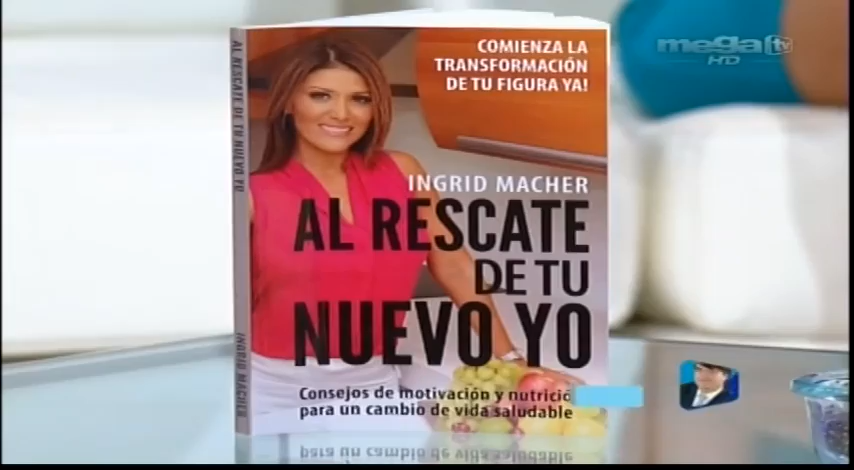 mega tv
HD
COMIENZA LA
TRANSFORMACIÓN
DE TU FIGURA YA!
INGRID MACHER
AL RESCATE
DE TU
NUEVO YO
Consejos de motivación y nutrició
para un cambio de vida saludable
AL RESCATE DE TU NUEVO YO
INGRID MACHER